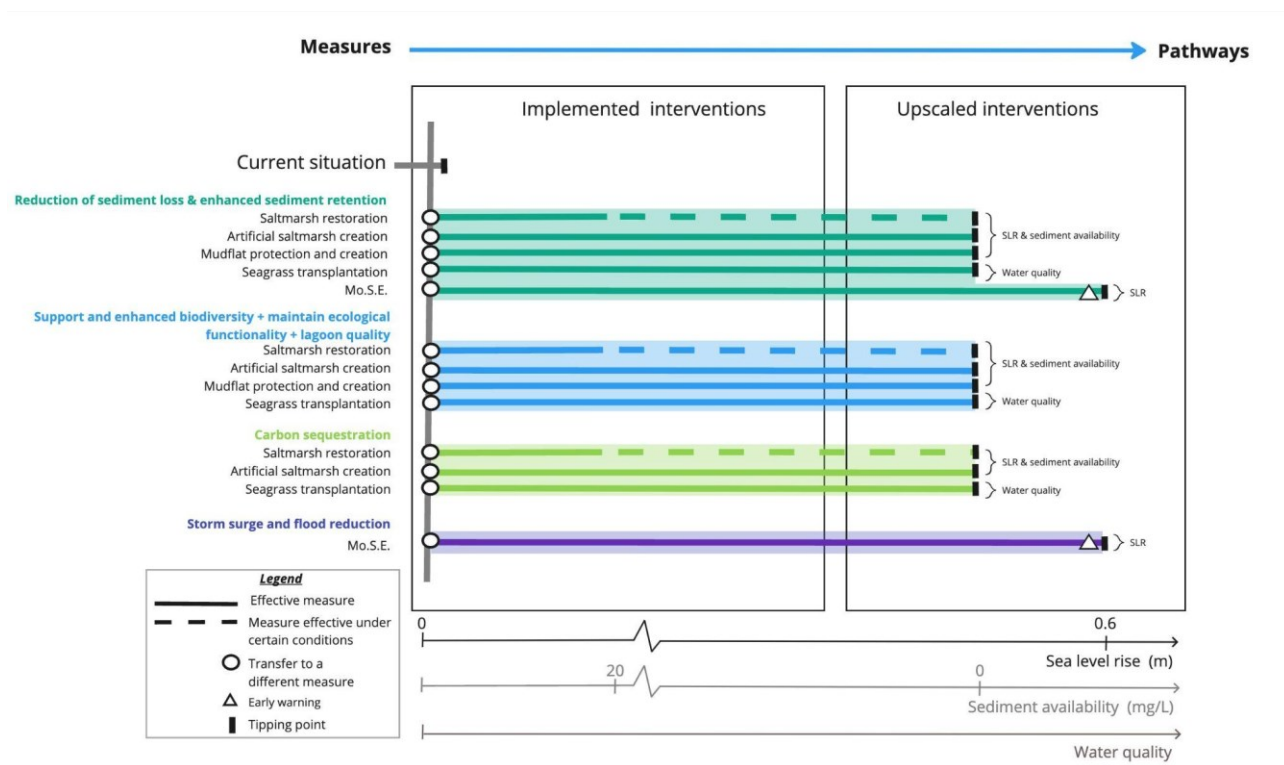 Measures
Pathways
Implemented interventions
Upscaled interventions
Current situation
Reduction of sediment loss & enhanced sediment retention
Saltmarsh restoration
Artificial saltmarsh creation
Mudflat protection and creation
Seagrass transplantation
Mo.S.E.
SLR & sediment availability
Water quality
SLR
Support and enhanced biodiversity + maintain ecological
functionality + lagoon quality
Saltmarsh restoration
Artificial saltmarsh creation
Mudflat protection and creation
Seagrass transplantation
SLR & sediment availability
Water quality
Carbon sequestration
Saltmarsh restoration
Artificial saltmarsh creation
Seagrass transplantation
SLR & sediment availability
Water quality
Storm surge and flood reduction
Mo.S.E.
SLR
Legend
Effective measure
Measure effective under
certain conditions
Transfer to a
different measure
Early warning
Tipping point
0
0.6
Sea level rise (m)
20
0
Sediment availability (mg/L)
Water quality